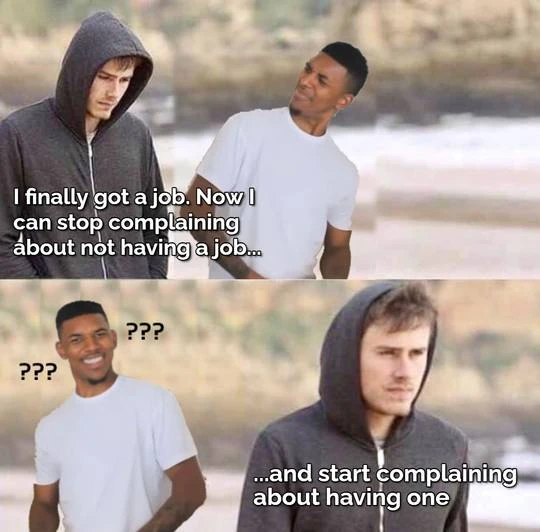 I finally got a job. Now I
can stop complaining
about not having a job...
???
???
...and start complaining
about having one